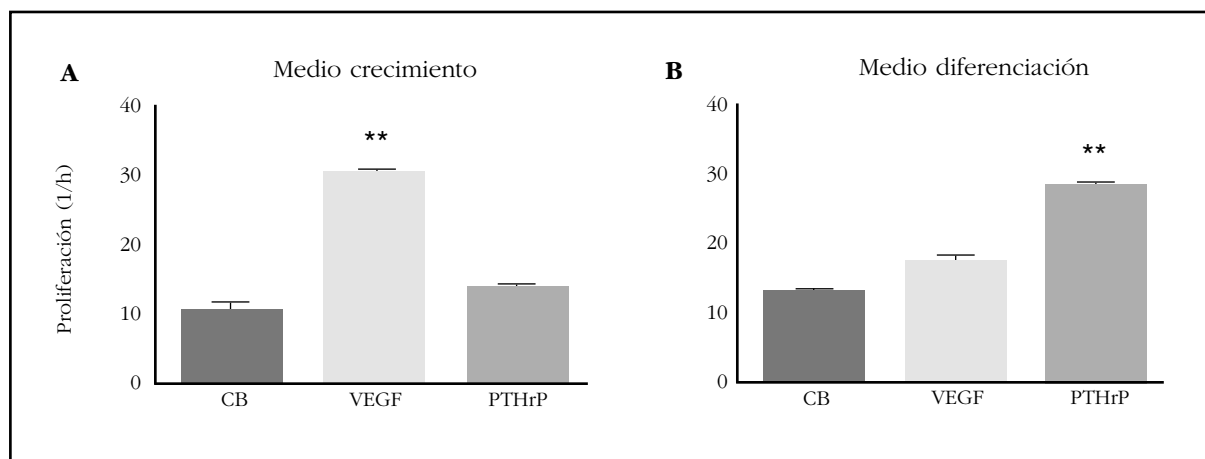 A
Medio crecimiento
Proliferación (1/h)
40
30
20
10
0
**
CB
VEGF
PTHrP
B
Medio diferenciación
40
30
20
10
0
**
CB
VEGF
PTHrP